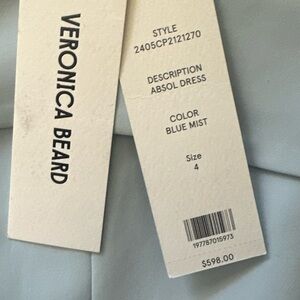 VERONICA BEARD
STYLE
2405CP2121270
DESCRIPTION
ABSOL DRESS
COLOR
BLUE MIST
Size
4
197787015973
$598.00